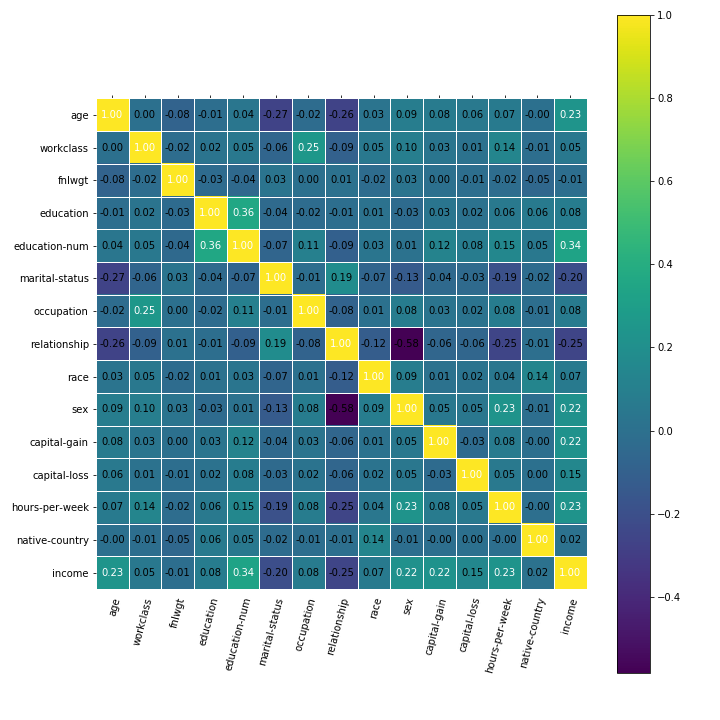 age 1.00 0.00 -0.08 -0.01 0.04 -0.27 -0.02 -0.26 0.03 0.09 0.08 0.06 0.07 -0.00 0.23
workclass 0.00 1.00 -0.02 0.02 0.05 -0.06 0.25 -0.09 0.05 0.10 0.03 0.01 0.14 -0.01 0.05
fnlwgt -0.08 -0.02 1.00 -0.03 -0.04 0.03 0.00 0.01 -0.02 0.03 0.00 -0.01 -0.02 -0.05 -0.01
education -0.01 0.02 -0.03 1.00 0.36 -0.04 -0.02 -0.01 0.01 -0.03 0.03 0.02 0.06 0.06 0.08
education-num 0.04 0.05 -0.04 0.36 1.00 -0.07 0.11 -0.09 0.03 0.01 0.12 0.08 0.15 0.05 0.34
marital-status -0.27 -0.06 0.03 -0.04 -0.07 1.00 -0.01 0.19 -0.07 -0.13 -0.04 -0.03 -0.19 -0.02 -0.20
occupation -0.02 0.25 0.00 -0.02 0.11 -0.01 1.00 -0.08 0.01 0.08 0.03 0.02 0.08 -0.01 0.08
relationship -0.26 -0.09 0.01 -0.01 -0.09 0.19 -0.08 1.00 -0.12 -0.58 -0.06 -0.06 -0.25 -0.01 -0.25
race 0.03 0.05 -0.02 0.01 0.03 -0.07 0.01 -0.12 1.00 0.09 0.01 0.02 0.04 0.14 0.07
sex 0.09 0.10 0.03 -0.03 0.01 -0.13 0.08 -0.58 0.09 1.00 0.05 0.05 0.23 -0.01 0.22
capital-gain 0.08 0.03 0.00 0.03 0.12 -0.04 0.03 -0.06 0.01 0.05 1.00 -0.03 0.08 -0.00 0.22
capital-loss 0.06 0.01 -0.01 0.02 0.08 -0.03 0.02 -0.06 0.02 0.05 -0.03 1.00 0.05 0.00 0.15
hours-per-week 0.07 0.14 -0.02 0.06 0.15 -0.19 0.08 -0.25 0.04 0.23 0.08 0.05 1.00 -0.00 0.23
native-country -0.00 -0.01 -0.05 0.06 0.05 -0.02 -0.01 -0.01 0.14 -0.01 -0.00 0.00 -0.00 1.00 0.02
income 0.23 0.05 -0.01 0.08 0.34 -0.20 0.08 -0.25 0.07 0.22 0.22 0.15 0.23 0.02 1.00
age workclass fnlwgt education education-num marital-status occupation relationship race sex capital-gain capital-loss hours-per-week native-country income
1.0
0.8
0.6
0.4
0.2
0.0
−0.2
−0.4